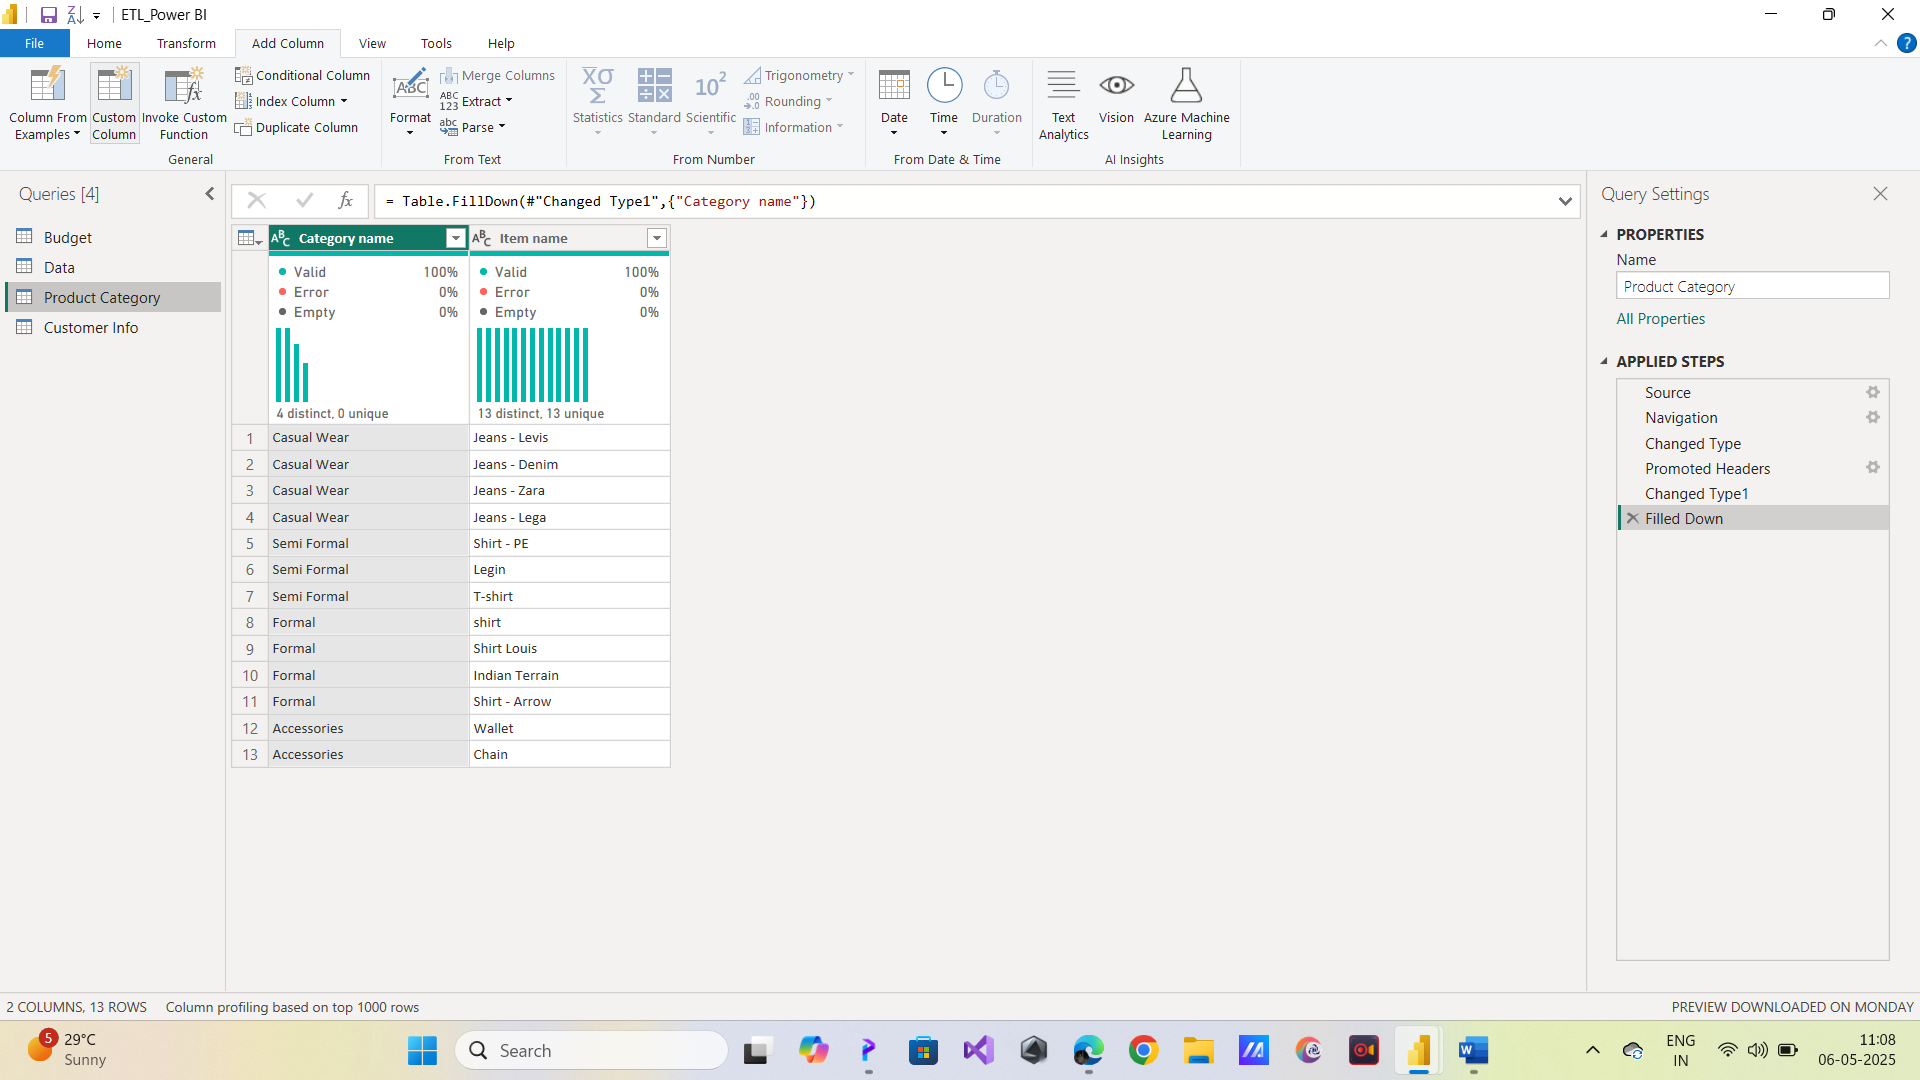 ETL_Power BI
File
Home
Transform
Add Column
View
Tools
Help
Column From
Examples
Custom
Column
Invoke Custom
Function
Conditional Column
Index Column
Duplicate Column
General
Format
Merge Columns
Extract
Parse
From Text
Statistics
Standard
Scientific
Trigonometry
Rounding
Information
From Number
Date
Time
Duration
From Date & Time
Text
Analytics
Vision
Azure Machine
Learning
AI Insights
Queries [4]
Budget
Data
Product Category
Customer Info
= Table.FillDown(#"Changed Type1",{"Category name"})
Category name
Item name
Valid 100%
Error 0%
Empty 0%
4 distinct, 0 unique
Valid 100%
Error 0%
Empty 0%
13 distinct, 13 unique
1 Casual Wear Jeans - Levis
2 Casual Wear Jeans - Denim
3 Casual Wear Jeans - Zara
4 Casual Wear Jeans - Lega
5 Semi Formal Shirt - PE
6 Semi Formal Legin
7 Semi Formal T-shirt
8 Formal shirt
9 Formal Shirt Louis
10 Formal Indian Terrain
11 Formal Shirt - Arrow
12 Accessories Wallet
13 Accessories Chain
Query Settings
PROPERTIES
Name
Product Category
All Properties
APPLIED STEPS
Source
Navigation
Changed Type
Promoted Headers
Changed Type1
Filled Down
2 COLUMNS, 13 ROWS
Column profiling based on top 1000 rows
PREVIEW DOWNLOADED ON MONDAY
5
29°C
Sunny
Search
ENG
IN
11:08
06-05-2025